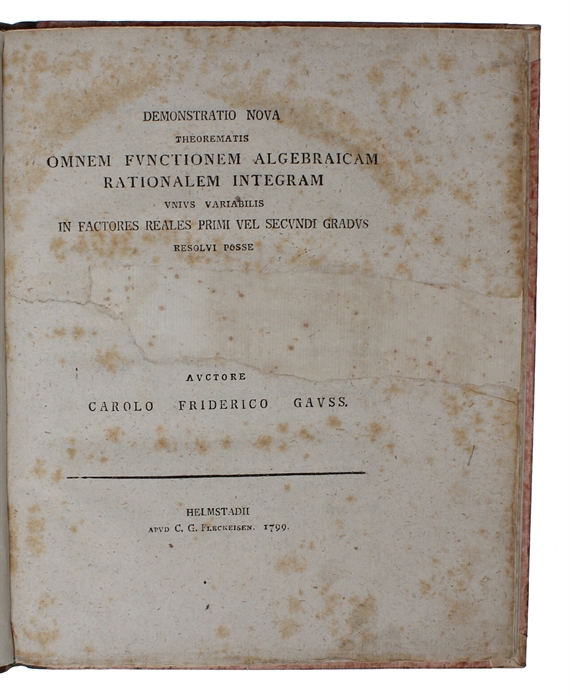 DEMONSTRATIO NOVA
THEOREMATIS
OMNEM FVNCTIONEM ALGEBRAICAM
RATIONALEM INTEGRAM
VNIVS VARIABILIS
IN FACTORES REALES PRIMI VEL SECVNDI GRADVS
RESOLVI POSSE
AVCTORE
CAROLO FRIDERICO GAVSS.
HELMSTADII
APVD C. G. FLECKEISEN. 1799.